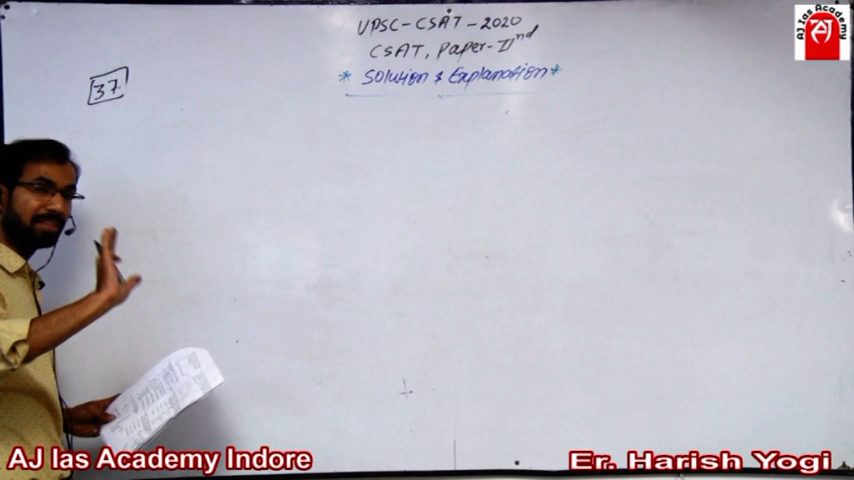 UPSC-CSAT-2020
CSAT, Paper-IInd
* Solution & Explanation *
37.
AJ Ias Academy
AJ
AJ Ias Academy Indore
Er. Harish Yogi